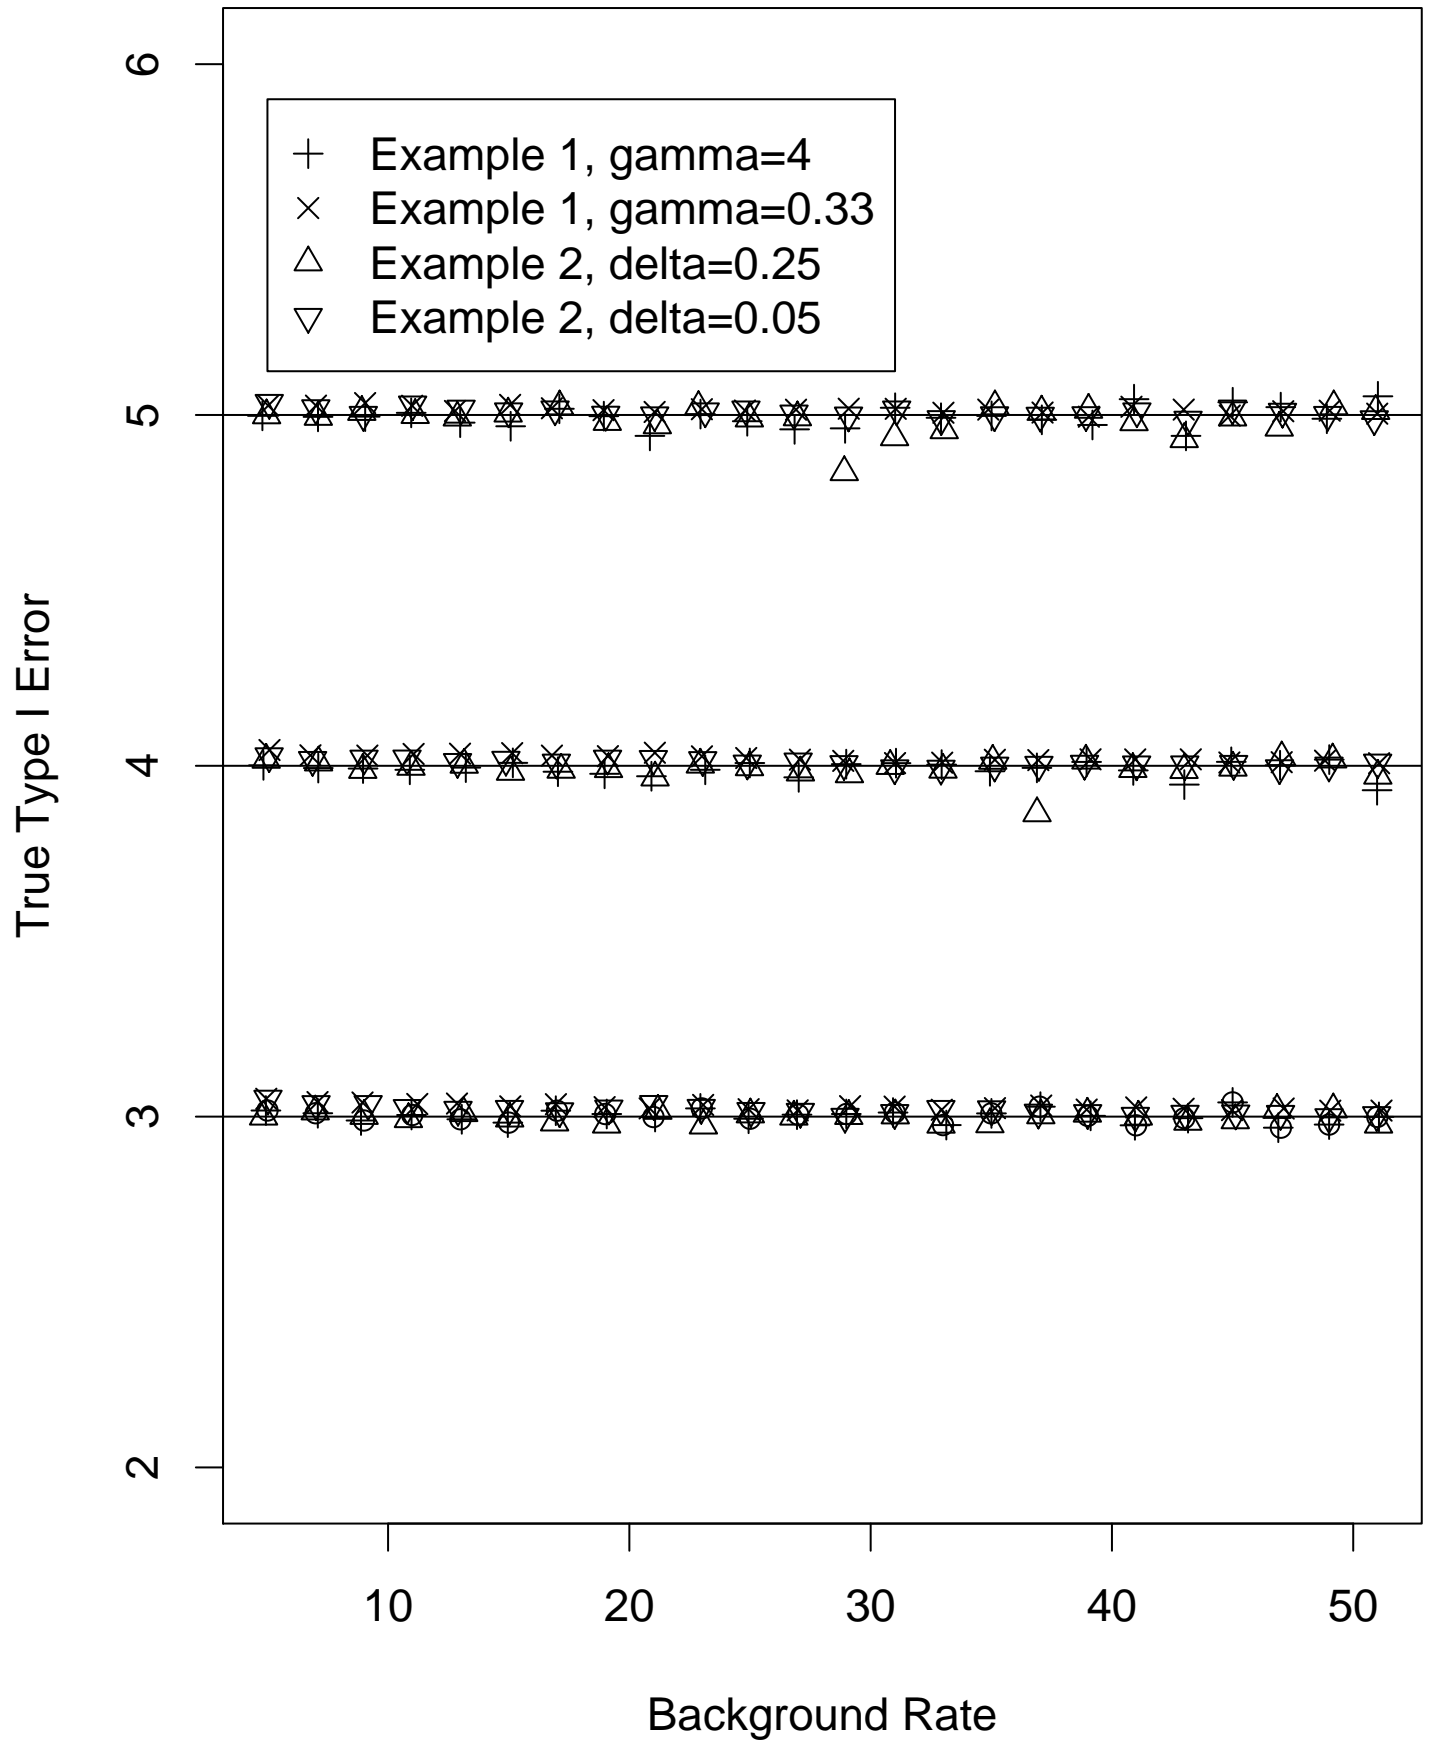 6
Example 1, gamma=4
Example 1, gamma=0.33
Example 2, delta=0.25
Example 2, delta=0.05
5
4
3
2
True Type I Error
10 20 30 40 50
Background Rate